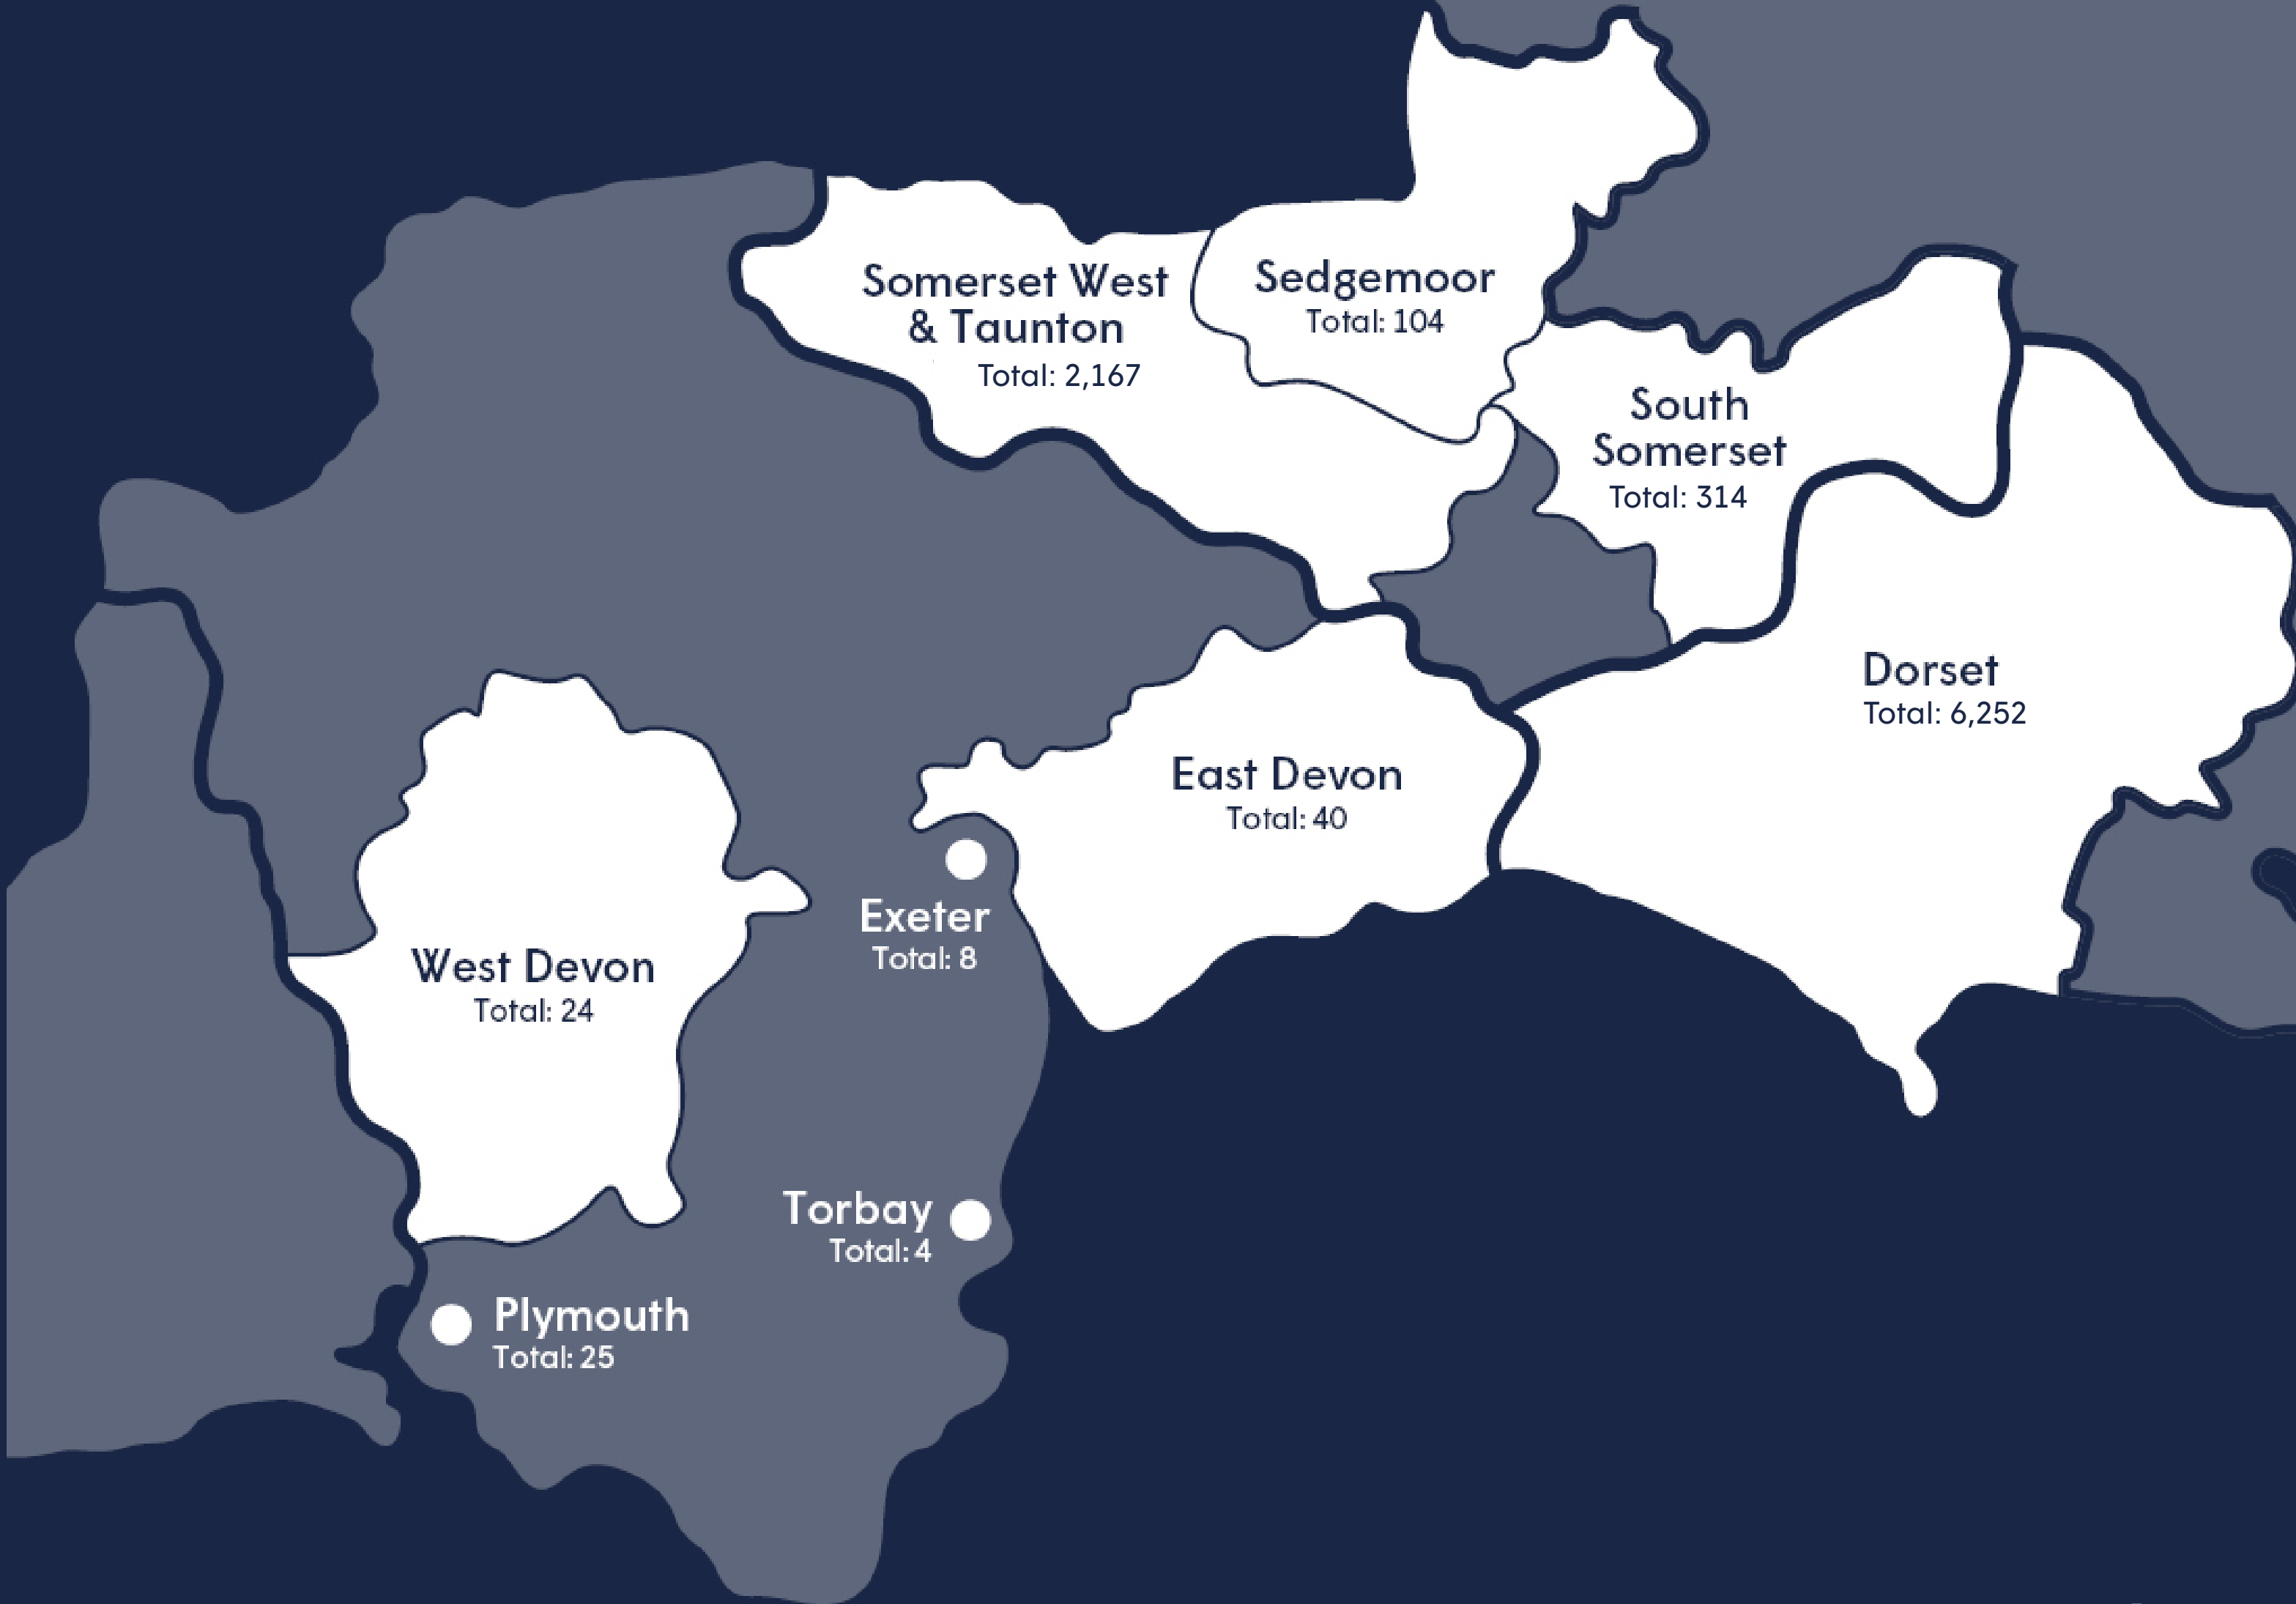 Somerset West
& Taunton
Total: 2,167
Sedgemoor
Total: 104
South
Somerset
Total: 314
Dorset
Total: 6,252
East Devon
Total: 40
Exeter
Total: 8
West Devon
Total: 24
Torbay
Total: 4
Plymouth
Total: 25